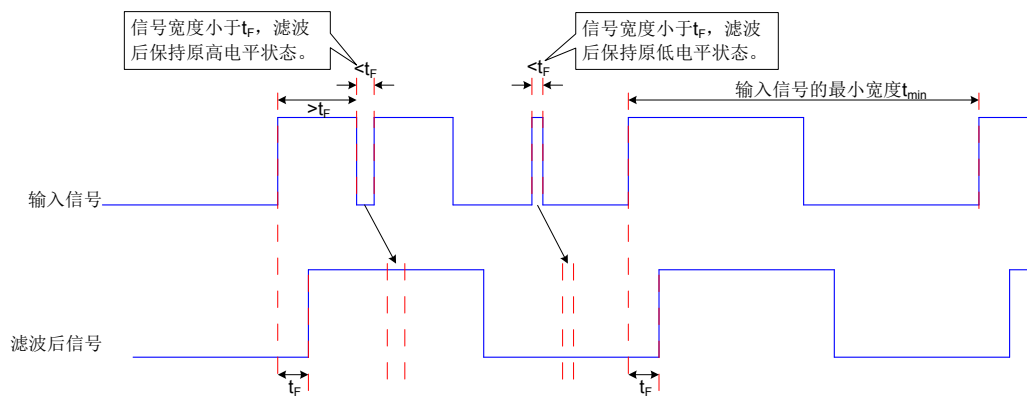 信号宽度小于tF，滤波
后保持原高电平状态。
信号宽度小于tF，滤波
后保持原低电平状态。
<tF
<tF
>tF
输入信号的最小宽度tmin
输入信号
滤波后信号
tF
tF